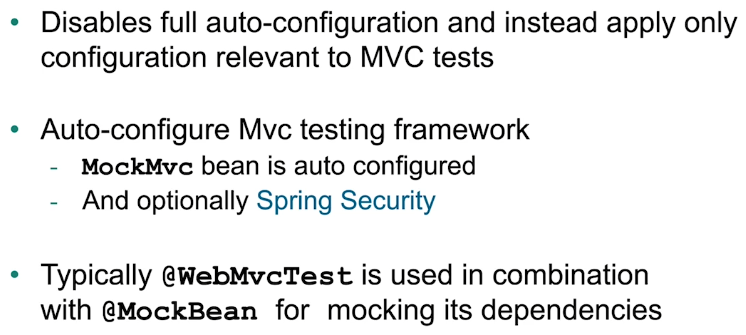 • Disables full auto-configuration and instead apply only
configuration relevant to MVC tests
• Auto-configure Mvc testing framework
- MockMvc bean is auto configured
- And optionally Spring Security
• Typically @WebMvcTest is used in combination
with @MockBean for mocking its dependencies